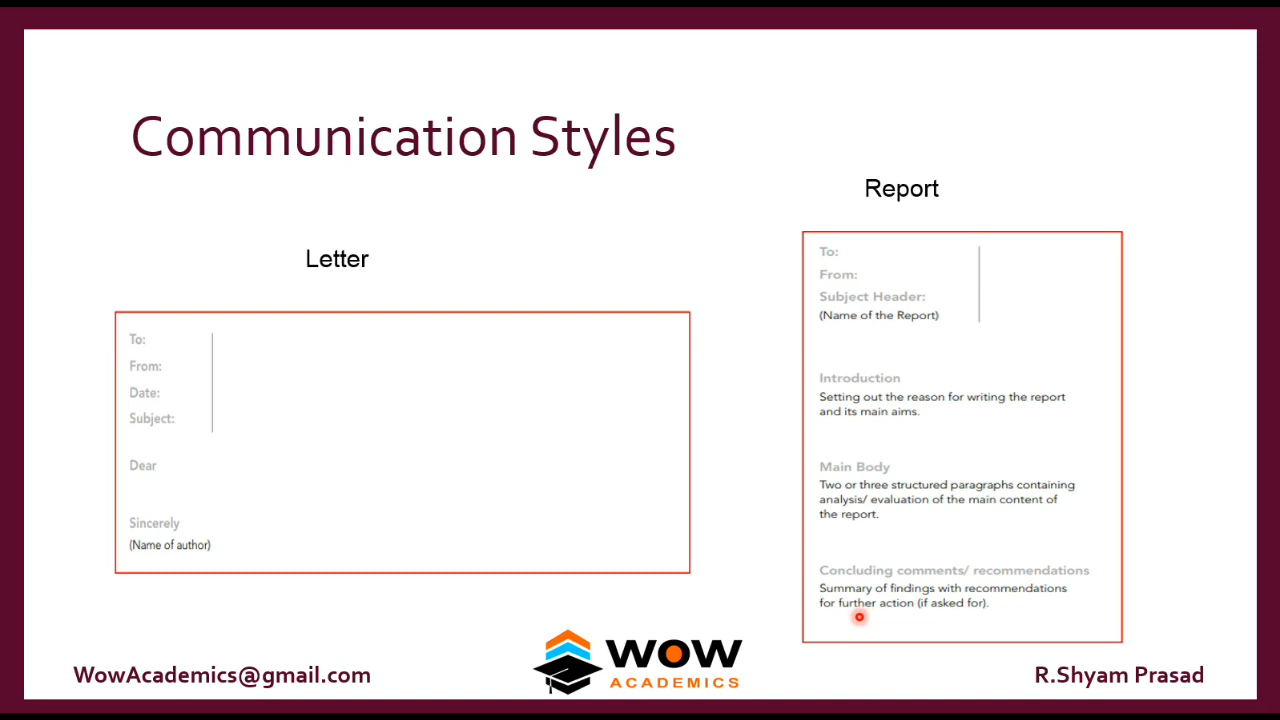 Communication Styles
Letter
To:
From:
Date:
Subject:
Dear
Sincerely
(Name of author)
Report
To:
From:
Subject Header:
(Name of the Report)
Introduction
Setting out the reason for writing the report
and its main aims.
Main Body
Two or three structured paragraphs containing
analysis/ evaluation of the main content of
the report.
Concluding comments/ recommendations
Summary of findings with recommendations
for further action (if asked for).
WowAcademics@gmail.com
WOW
ACADEMICS
R.Shyam Prasad